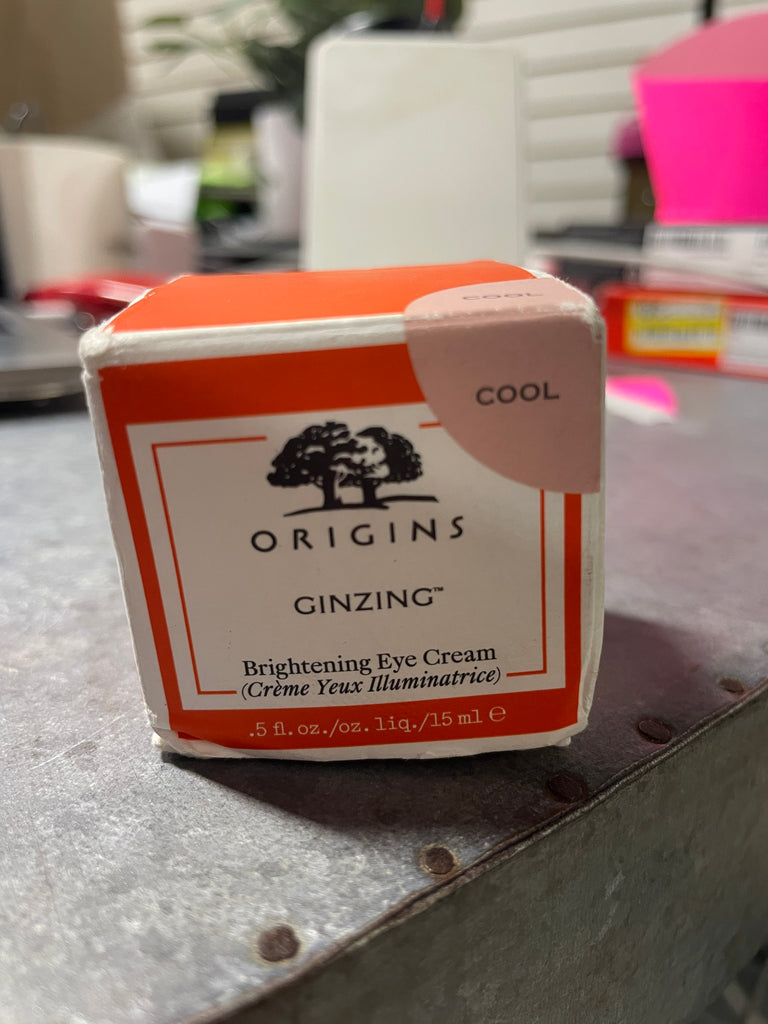 COOL
COOL
ORIGINS
GINZING™
Brightening Eye Cream
(Crème Yeux Illuminatrice)
.5 fl. oz./oz. liq./15 ml ℮